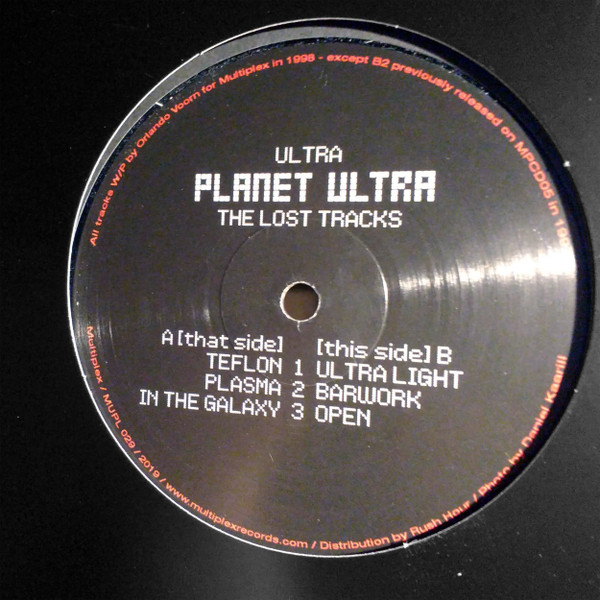 All tracks W/P by Orlando Voorn for Multiplex in 1998 - except B2 previously released on MPCD05 in
ULTRA
PLANET ULTRA
THE LOST TRACKS
A [that side] [this side] B
TEFLON 1 ULTRA LIGHT
PLASMA 2 BARWORK
IN THE GALAXY 3 OPEN
Multiplex / MUPL 029 / 2019 / www.multiplexrecords.com / Distribution by Rush Hour / Photo by Daniel Kaerill